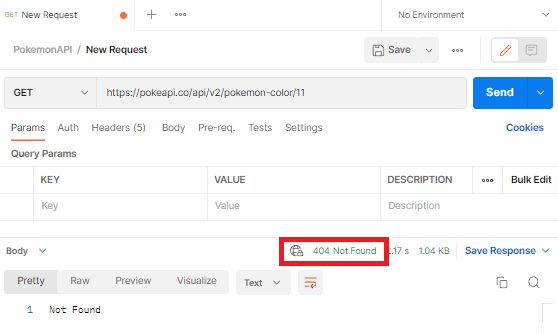 GET New Request
No Environment
PokemonAPI / New Request
Save
GET
https://pokeapi.co/api/v2/pokemon-color/11
Send
Params Auth Headers (5) Body Pre-req. Tests Settings
Cookies
Query Params
KEY VALUE DESCRIPTION Bulk Edit
Key Value Description
Body
404 Not Found 2.17 s 1.04 KB Save Response
Pretty Raw Preview Visualize Text
1 Not Found